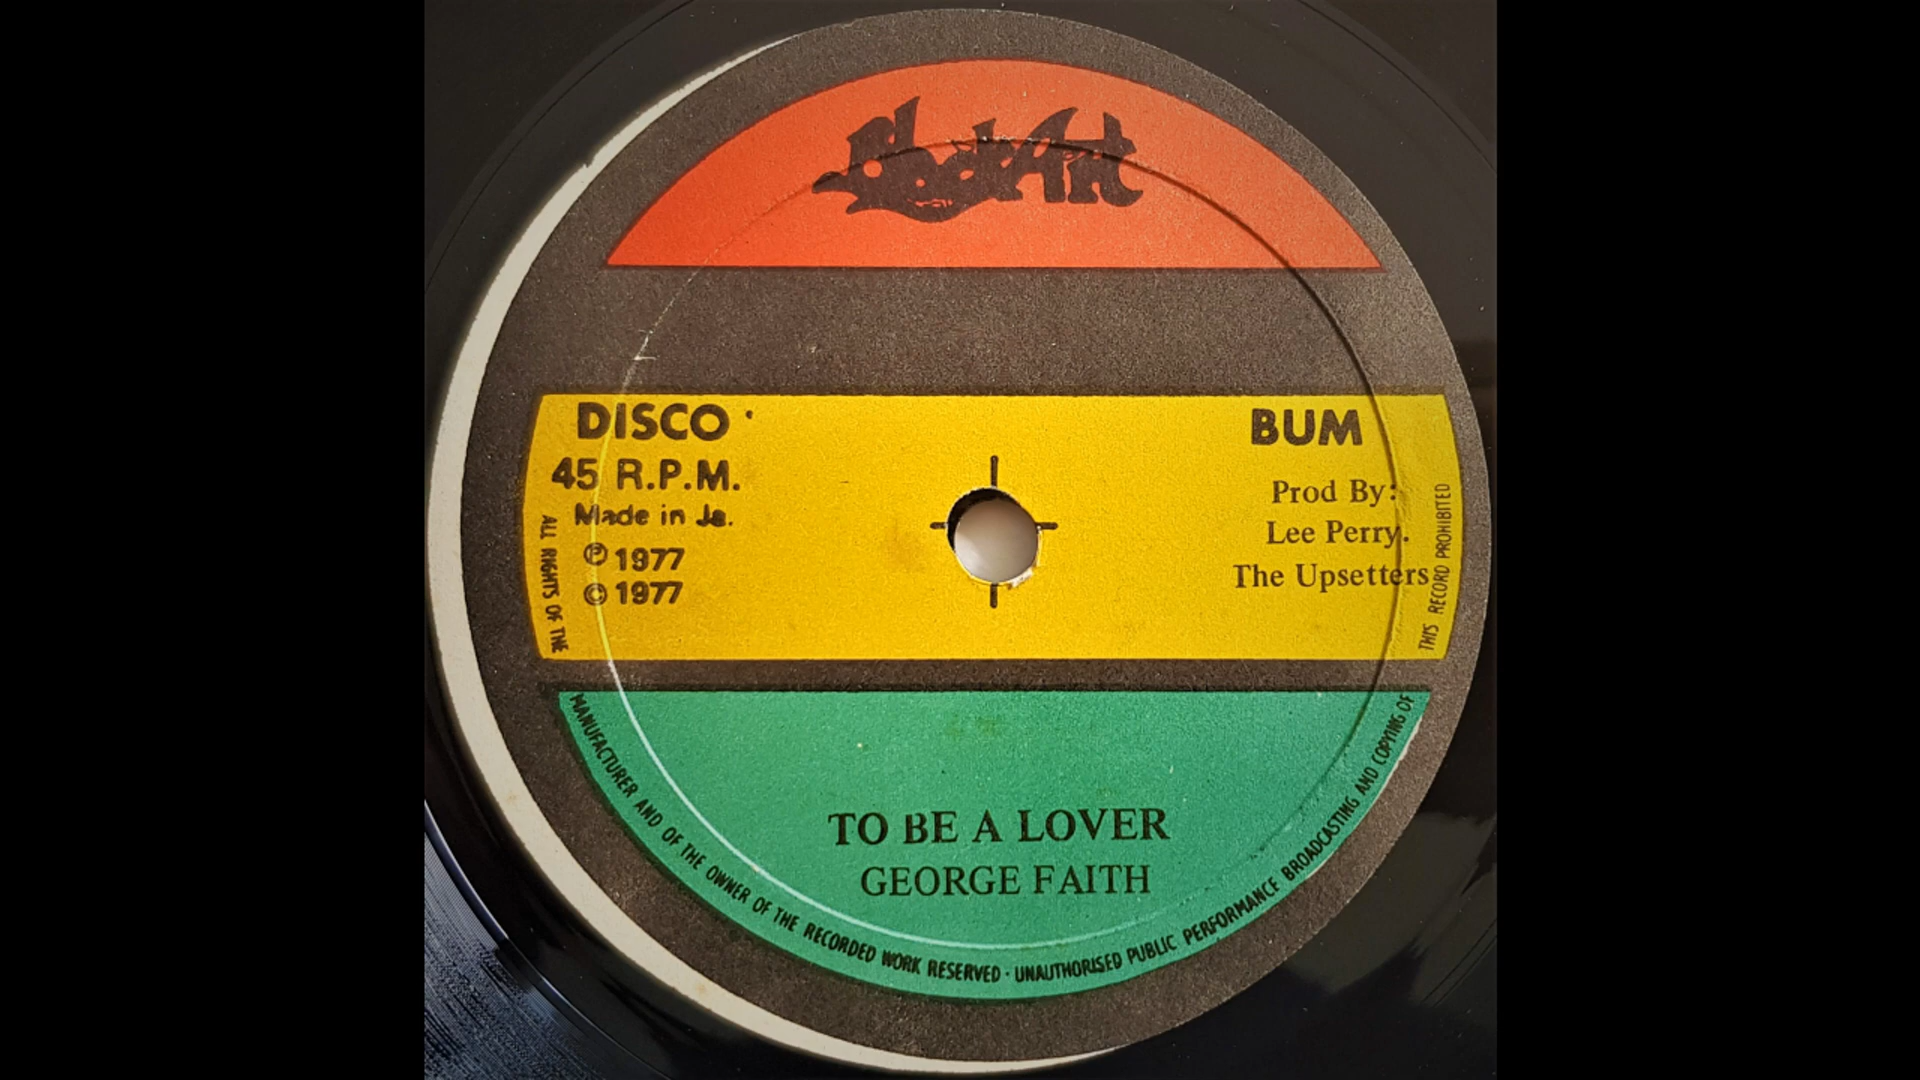 Black Art
DISCO
45 R.P.M.
Made in Ja.
℗ 1977
© 1977
BUM
Prod By:
Lee Perry.
The Upsetters
TO BE A LOVER
GEORGE FAITH
ALL RIGHTS OF THE
MANUFACTURER AND OF THE OWNER OF THE RECORDED WORK RESERVED · UNAUTHORISED PUBLIC PERFORMANCE BROADCASTING AND COPYING OF
THIS RECORD PROHIBITED